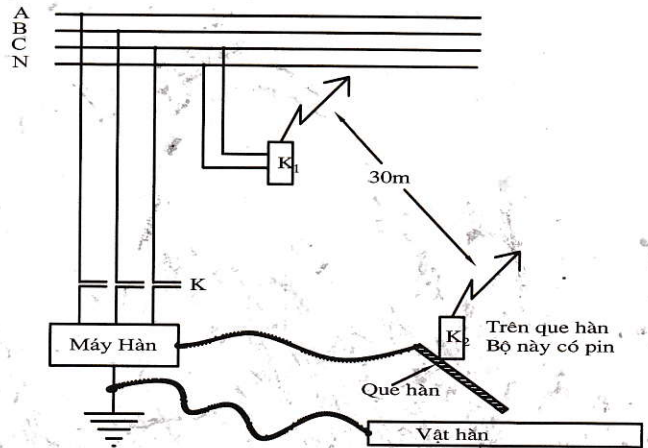 A
B
C
N
K1
30m
K
K2
Trên que hàn
Bộ này có pin
Máy Hàn
Que hàn
Vật hàn